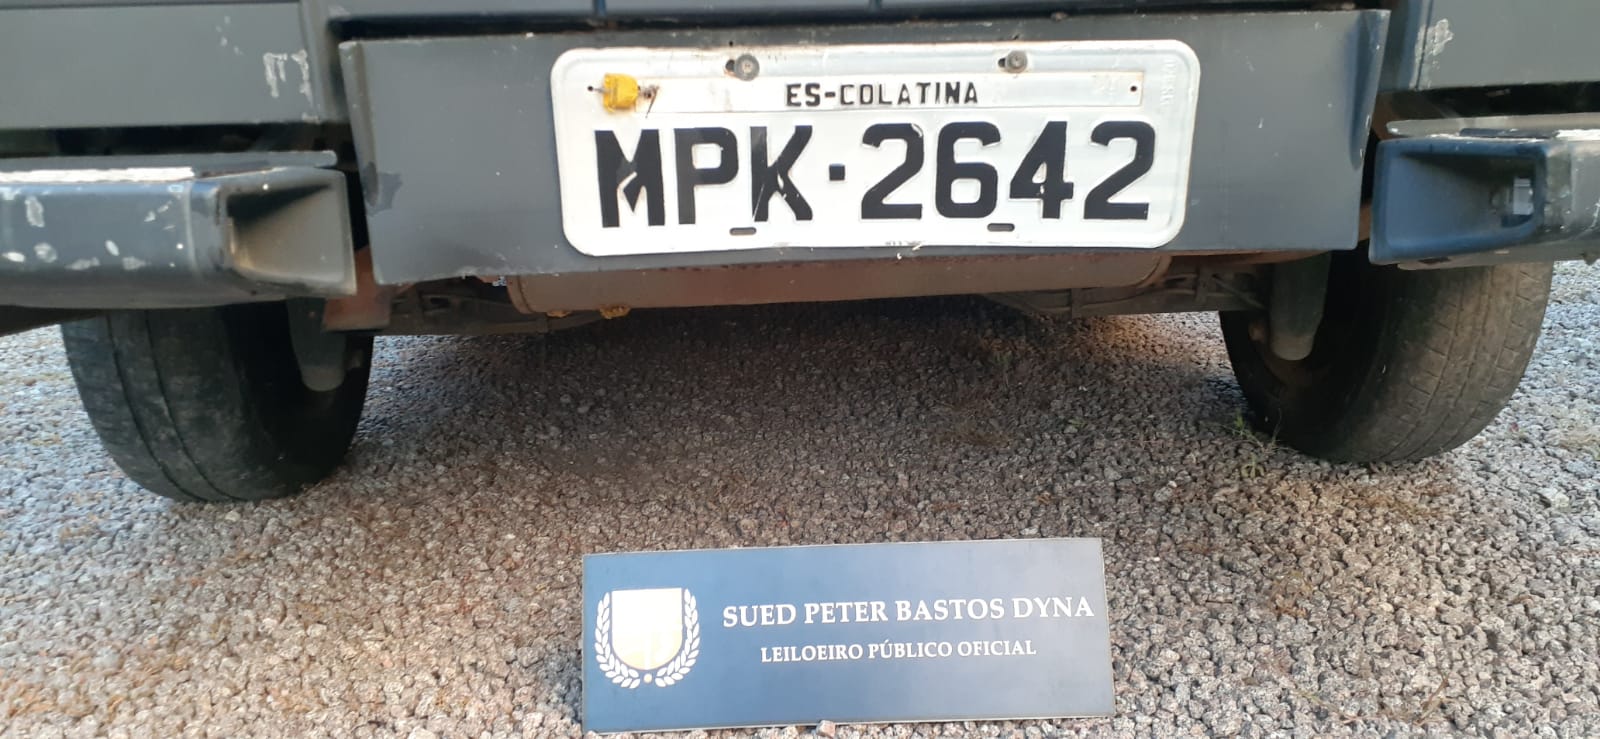 ES-COLATINA
MPK·2642
SUED PETER BASTOS DYNA
LEILOEIRO PÚBLICO OFICIAL